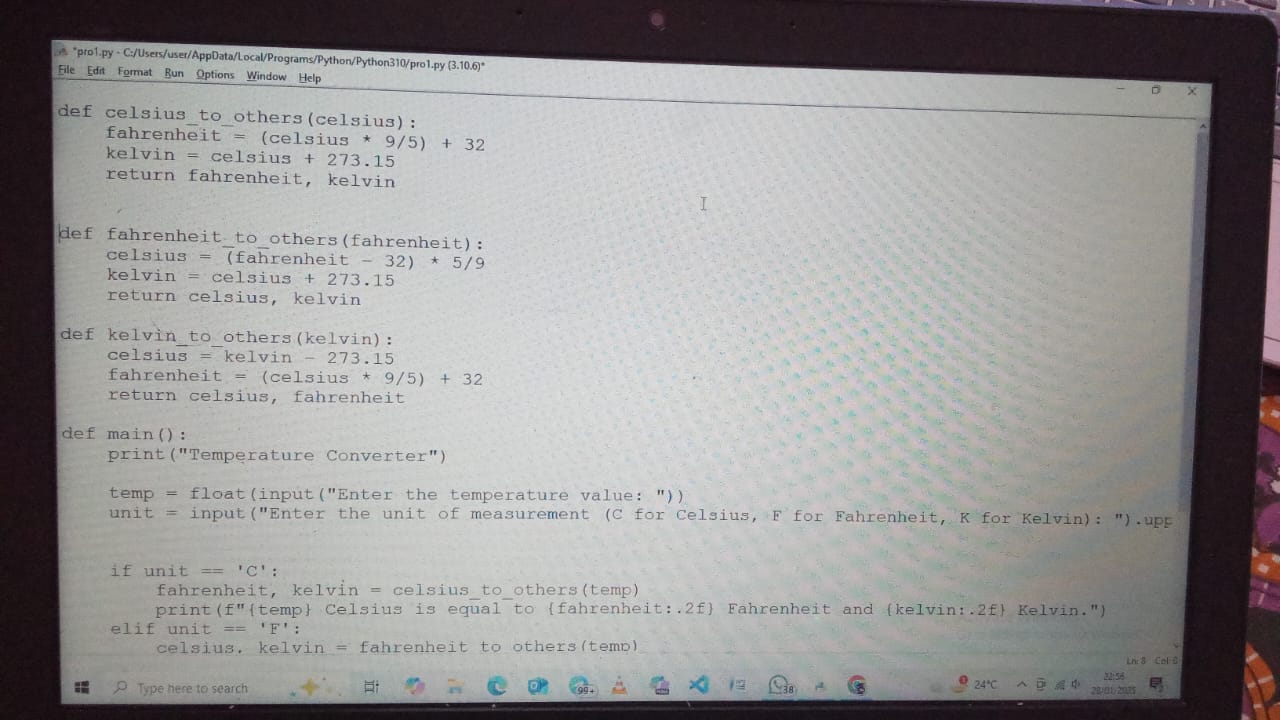 *pro1.py - C:/Users/user/AppData/Local/Programs/Python/Python310/pro1.py (3.10.6)*
File Edit Format Run Options Window Help
def celsius_to_others(celsius):
    fahrenheit = (celsius * 9/5) + 32
    kelvin = celsius + 273.15
    return fahrenheit, kelvin
def fahrenheit_to_others(fahrenheit):
    celsius = (fahrenheit - 32) * 5/9
    kelvin = celsius + 273.15
    return celsius, kelvin
def kelvin_to_others(kelvin):
    celsius = kelvin - 273.15
    fahrenheit = (celsius * 9/5) + 32
    return celsius, fahrenheit
def main():
    print("Temperature Converter")
    temp = float(input("Enter the temperature value: "))
    unit = input("Enter the unit of measurement (C for Celsius, F for Fahrenheit, K for Kelvin): ").upp
    if unit == 'C':
        fahrenheit, kelvin = celsius_to_others(temp)
        print(f"{temp} Celsius is equal to {fahrenheit:.2f} Fahrenheit and {kelvin:.2f} Kelvin.")
    elif unit == 'F':
        celsius, kelvin = fahrenheit_to_others(temp)
Ln: 8 Col: 0
Type here to search
99+
38
24°C
22:56
28/01/2025